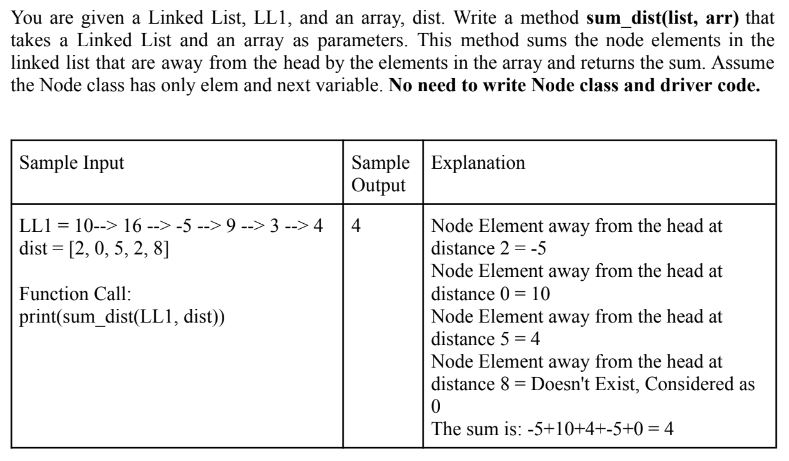 You are given a Linked List, LL1, and an array, dist. Write a method sum_dist(list, arr) that
takes a Linked List and an array as parameters. This method sums the node elements in the
linked list that are away from the head by the elements in the array and returns the sum. Assume
the Node class has only elem and next variable. No need to write Node class and driver code.
Sample Input
Sample
Output
Explanation
LL1 = 10--> 16 --> -5 --> 9 --> 3 --> 4
dist = [2, 0, 5, 2, 8]
Function Call:
print(sum_dist(LL1, dist))
4
Node Element away from the head at
distance 2 = -5
Node Element away from the head at
distance 0 = 10
Node Element away from the head at
distance 5 = 4
Node Element away from the head at
distance 8 = Doesn't Exist, Considered as
0
The sum is: -5+10+4+-5+0 = 4